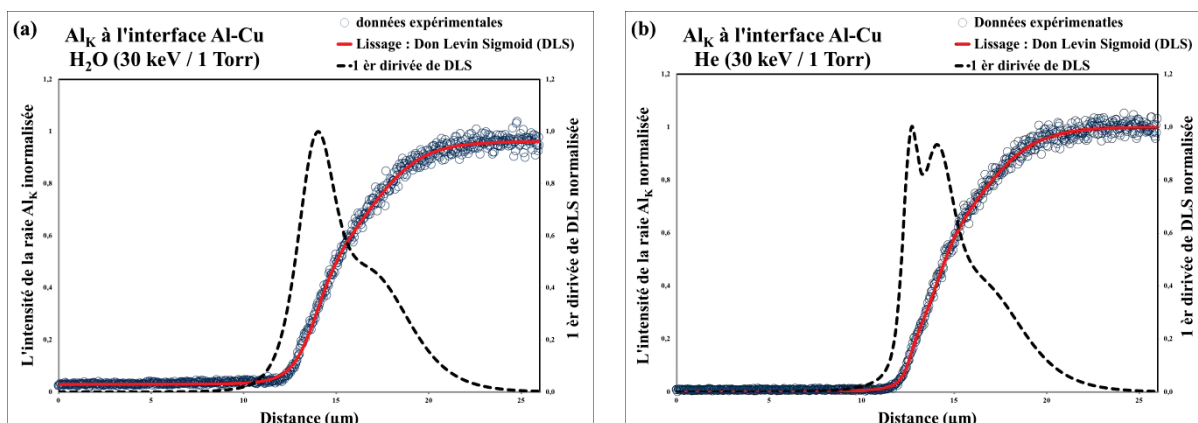 (a)
Al_K à l'interface Al-Cu
H₂O (30 keV / 1 Torr)
données expérimentales
Lissage : Don Levin Sigmoid (DLS)
1 èr dirivée de DLS
L'intensité de la raie Al_K inormalisée
1,2
1
0,8
0,6
0,4
0,2
0
1,2
1,0
0,8
0,6
0,4
0,2
0,0
1 èr dirivée de DLS normalisée
0
5
10
15
20
25
Distance (µm)
(b)
Al_K à l'interface Al-Cu
He (30 keV / 1 Torr)
Données expérimenatles
Lissage : Don Levin Sigmoid (DLS)
1 èr dirivée de DLS
L'intensité de la raie Al_K normalisée
1,2
1
0,8
0,6
0,4
0,2
0
1,2
1,0
0,8
0,6
0,4
0,2
0,0
1 èr dirivée de DLS normalisée
0
5
10
15
20
25
Distance (µm)